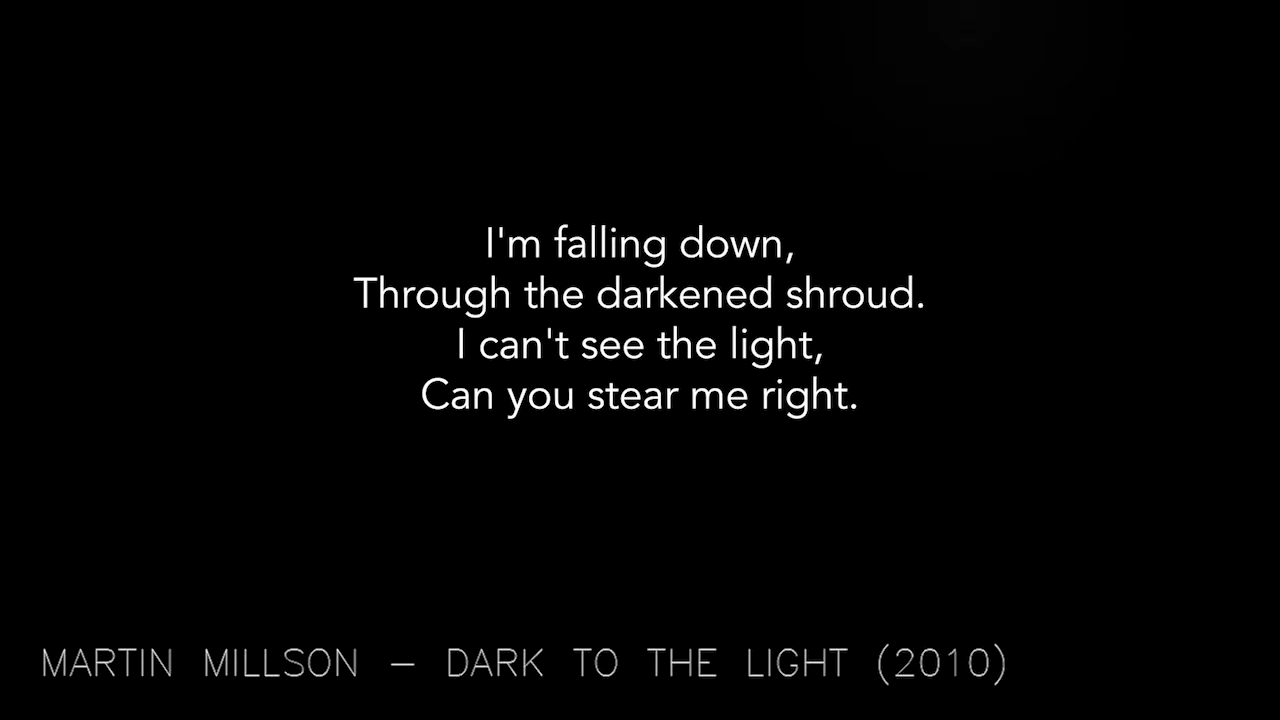 I'm falling down,
Through the darkened shroud.
I can't see the light,
Can you stear me right.
MARTIN MILLSON – DARK TO THE LIGHT (2010)